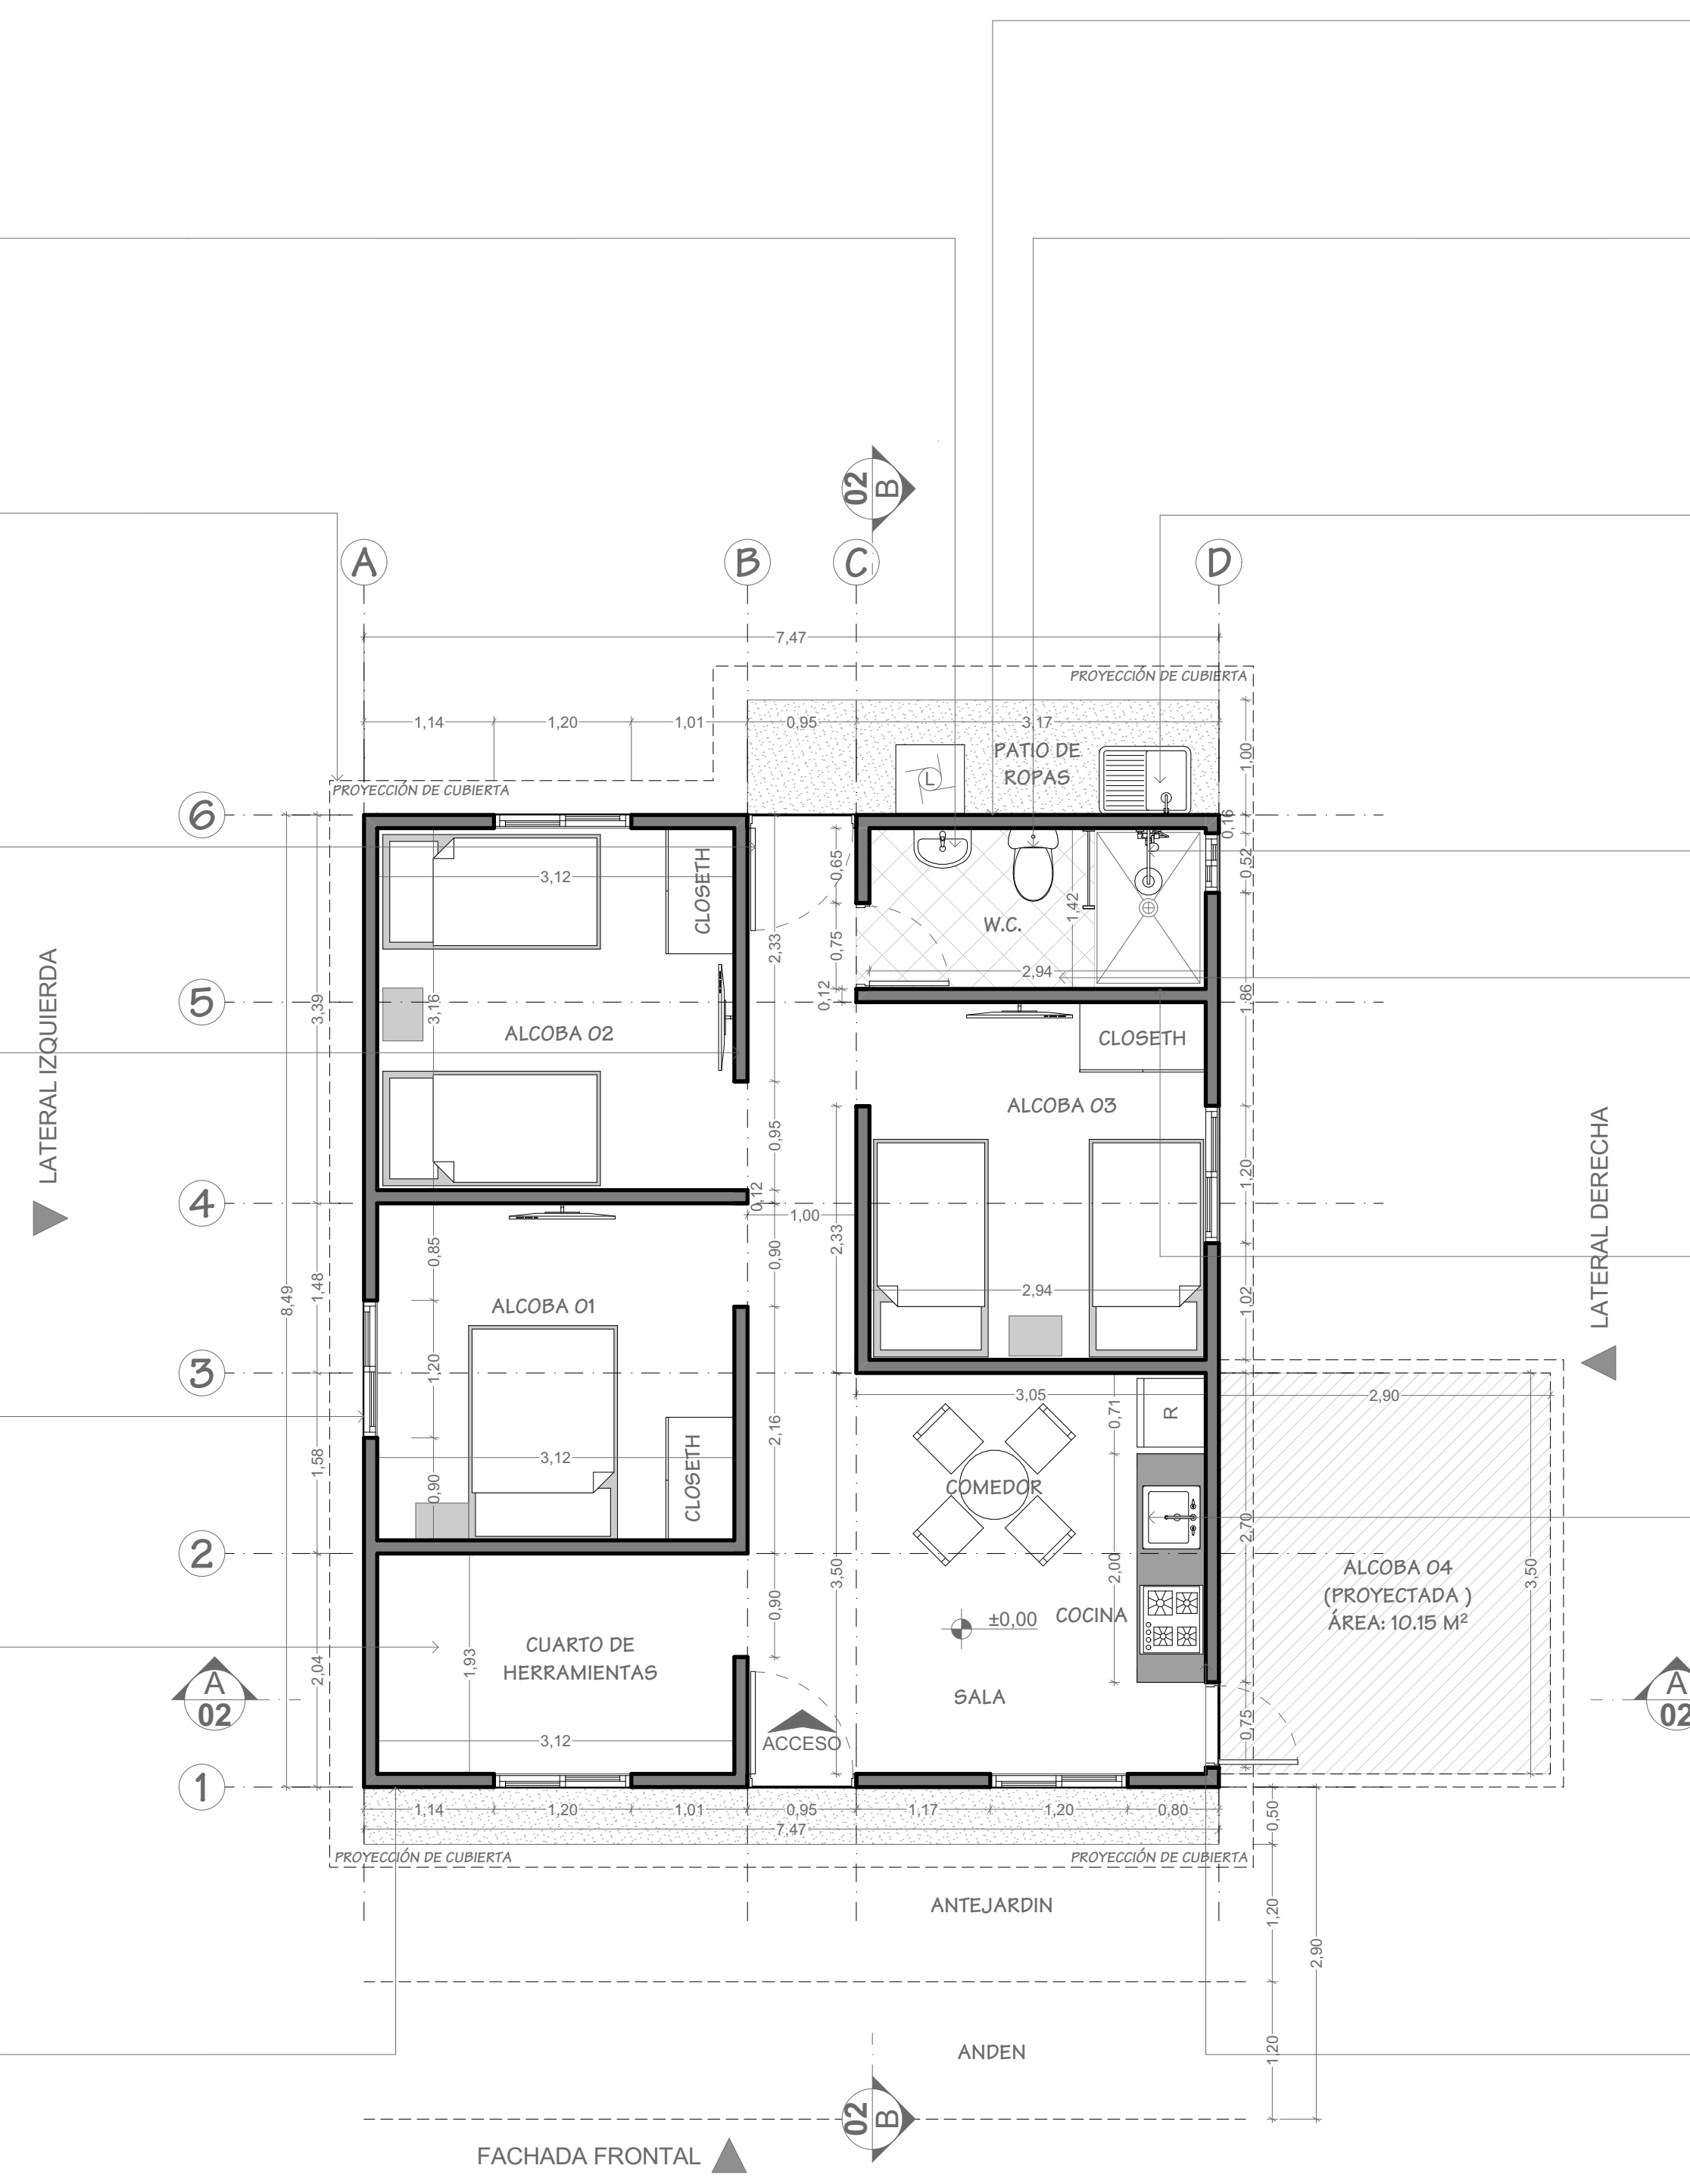 02
B
A
B
C
D
7,47
PROYECCIÓN DE CUBIERTA
1,14
1,20
1,01
0,95
3,17
1,00
PATIO DE
ROPAS
L
PROYECCIÓN DE CUBIERTA
6
0,16
0,52
3,12
CLOSETH
0,65
W.C.
1,42
0,75
2,33
2,94
0,12
5
3,39
3,16
1,86
ALCOBA 02
CLOSETH
ALCOBA 03
LATERAL IZQUIERDA
LATERAL DERECHA
0,95
1,20
4
0,12
1,00
0,85
0,90
2,33
8,49
1,48
ALCOBA 01
2,94
1,02
3
1,20
3,05
0,71
R
2,90
2,16
1,58
3,12
CLOSETH
0,90
COMEDOR
2
2,70
2,00
3,50
3,50
ALCOBA 04
(PROYECTADA )
ÁREA: 10.15 M²
0,90
±0,00
COCINA
CUARTO DE
HERRAMIENTAS
1,93
2,04
A
02
SALA
A
02
3,12
ACCESO
0,75
1
1,14
1,20
1,01
0,95
1,17
1,20
0,80
0,50
7,47
PROYECCIÓN DE CUBIERTA
PROYECCIÓN DE CUBIERTA
ANTEJARDIN
1,20
2,90
ANDEN
1,20
02
B
FACHADA FRONTAL